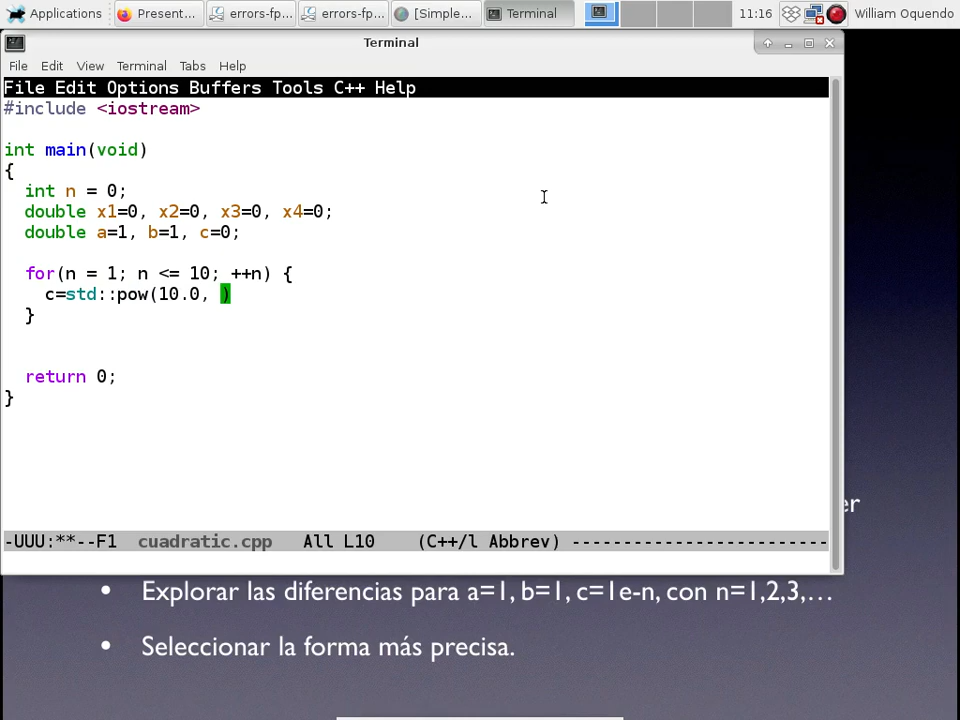 Applications Present... errors-fp... errors-fp... [Simple... Terminal 11:16 William Oquendo
Terminal
File Edit View Terminal Tabs Help
File Edit Options Buffers Tools C++ Help
#include <iostream>
int main(void)
{
int n = 0;
double x1=0, x2=0, x3=0, x4=0;
double a=1, b=1, c=0;
for(n = 1; n <= 10; ++n) {
c=std::pow(10.0, )
}
return 0;
}
er
-UUU:**--F1 cuadratic.cpp All L10 (C++/l Abbrev) ------------------------
• Explorar las diferencias para a=1, b=1, c=1e-n, con n=1,2,3,...
• Seleccionar la forma más precisa.